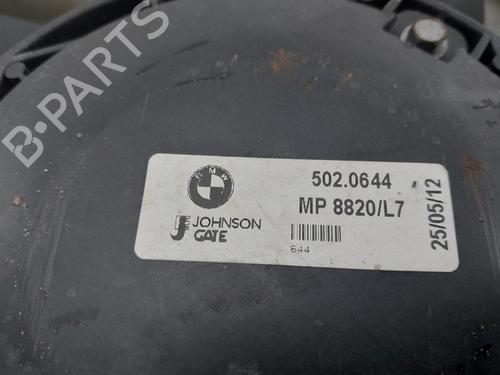 B-PARTS
BMW
502.0644
MP 8820/L7
25/05/12
JOHNSON
GATE
644